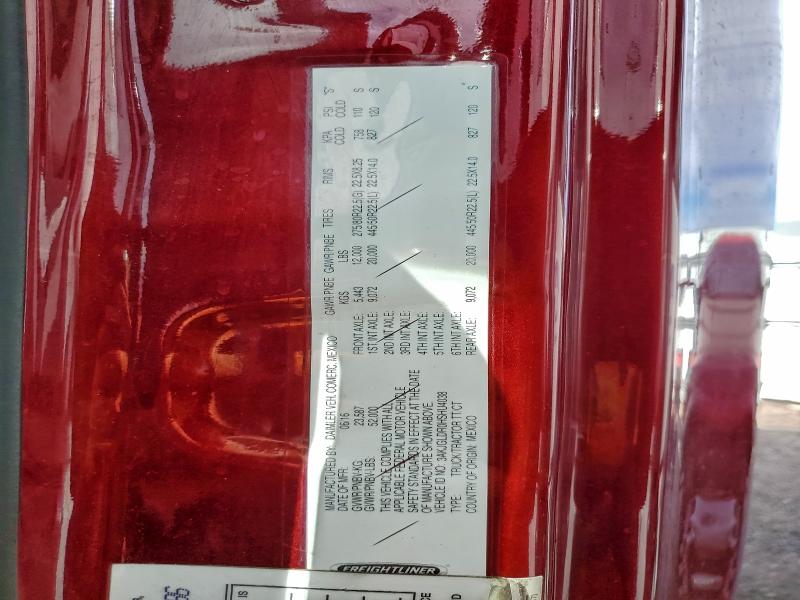 FREIGHTLINER
MANUFACTURED BY: DAIMLER VEH. COMERC. MEXICO
DATE OF MFR: 06/16
GVWR/PNBV-KG: 23,587
GVWR/PNBV-LBS: 52,000
THIS VEHICLE COMPLIES WITH ALL
APPLICABLE FEDERAL MOTOR VEHICLE
SAFETY STANDARDS IN EFFECT AT THE DATE
OF MANUFACTURE SHOWN ABOVE.
VEHICLE ID NO: 3AKJGLDR0HSHU4038
TYPE: TRUCK/TRACTOR TT/CT
COUNTRY OF ORIGIN: MEXICO
GAWR/PNBE KGS GAWR/PNBE LBS TIRES RIMS KPA COLD PSI COLD "S"
FRONT AXLE: 5,443 12,000 275/80R22.5(G) 22.5X8.25 758 110 S
1ST INT AXLE: 9,072 20,000 445/50R22.5(L) 22.5X14.0 827 120 S
2ND INT AXLE:
3RD INT AXLE:
4TH INT AXLE:
5TH INT AXLE:
6TH INT AXLE:
REAR AXLE: 9,072 20,000 445/50R22.5(L) 22.5X14.0 827 120 S
IS
CE